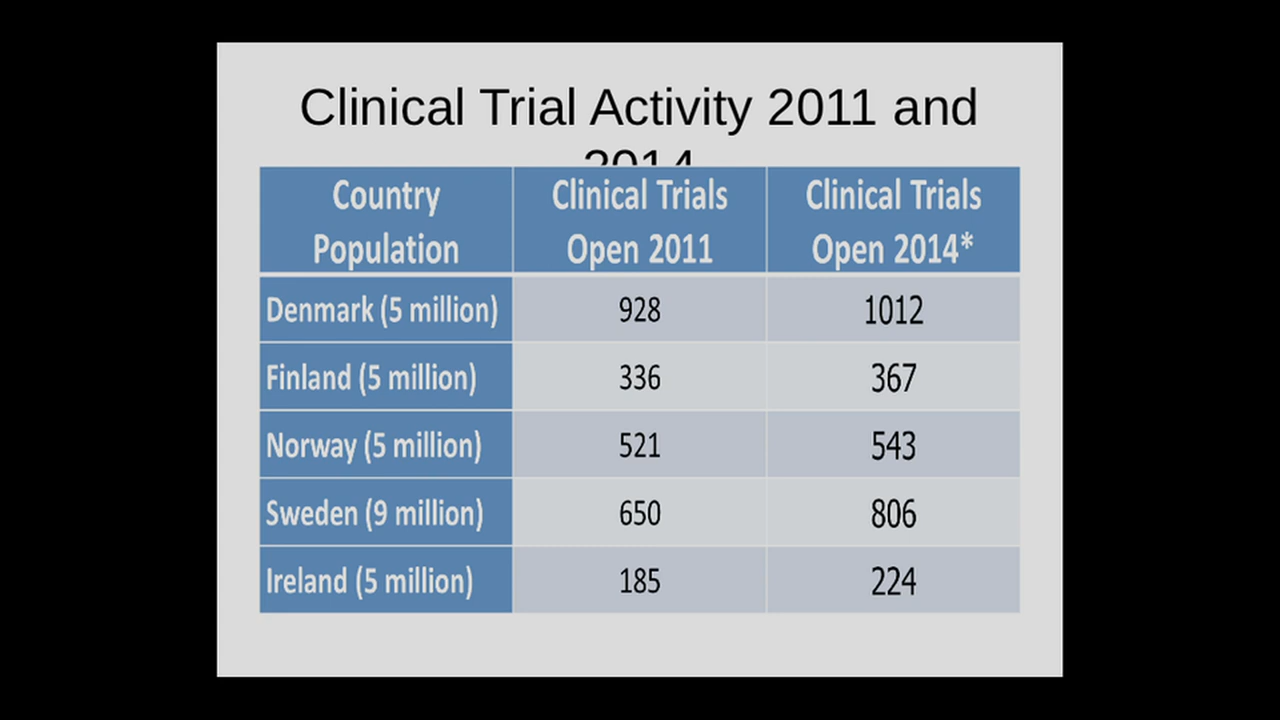 Clinical Trial Activity 2011 and
2014
Country Population
Clinical Trials Open 2011
Clinical Trials Open 2014*
Denmark (5 million) 928 1012
Finland (5 million) 336 367
Norway (5 million) 521 543
Sweden (9 million) 650 806
Ireland (5 million) 185 224